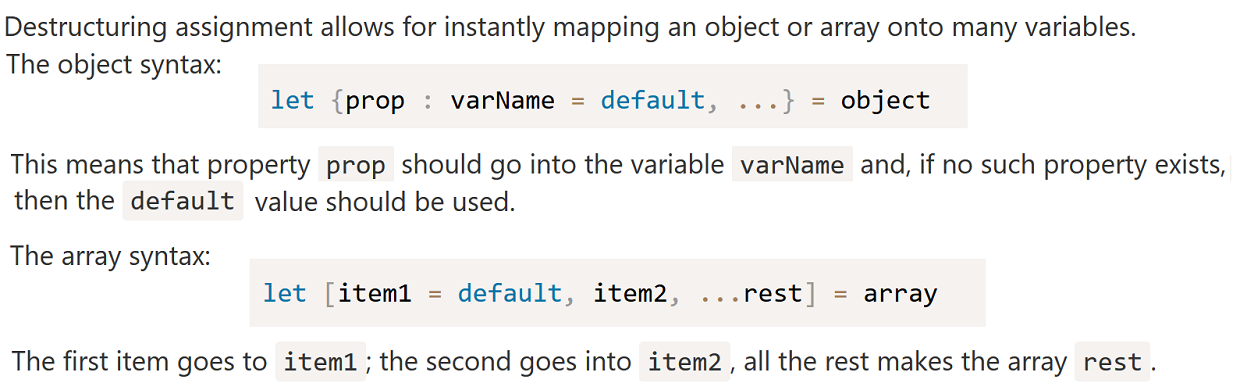 Destructuring assignment allows for instantly mapping an object or array onto many variables.
The object syntax:
let {prop : varName = default, ...} = object
This means that property prop should go into the variable varName and, if no such property exists,
then the default value should be used.
The array syntax:
let [item1 = default, item2, ...rest] = array
The first item goes to item1; the second goes into item2, all the rest makes the array rest.